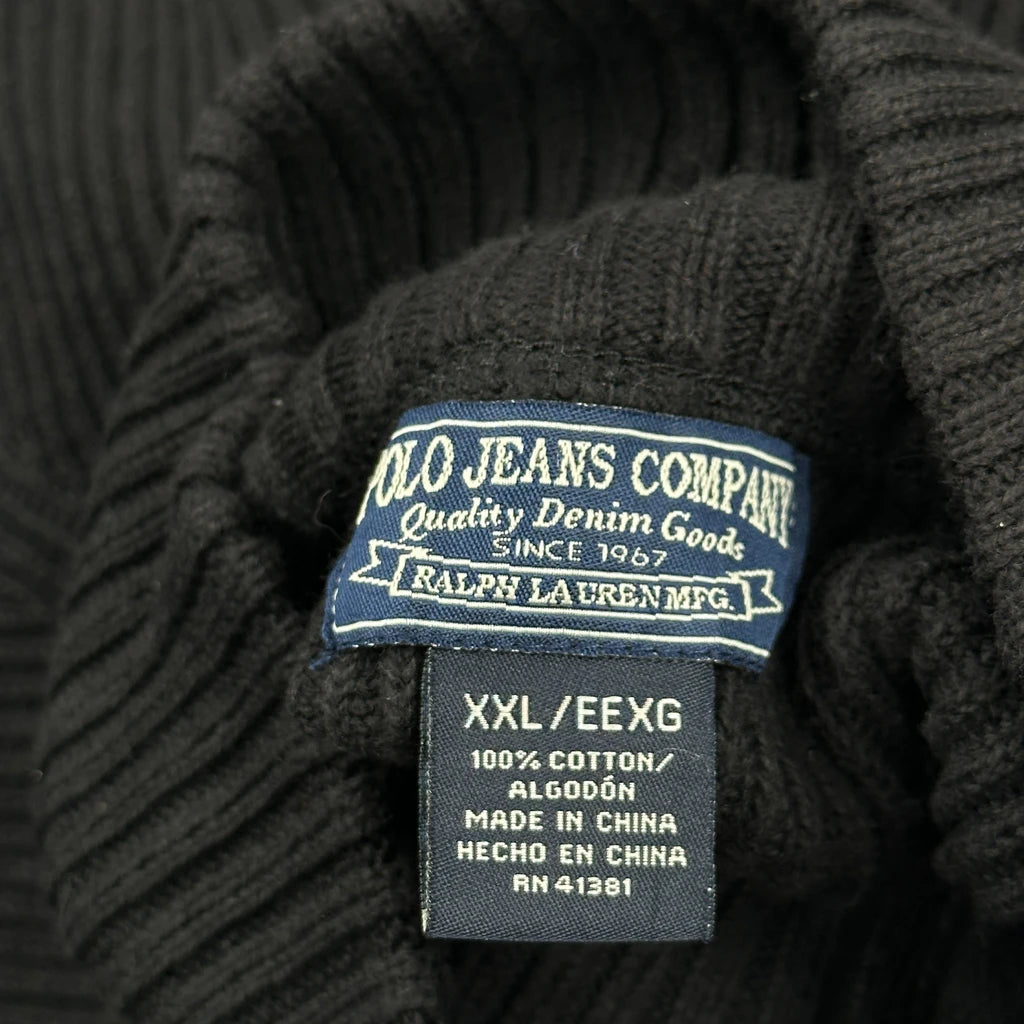 POLO JEANS COMPANY
Quality Denim Goods
SINCE 1967
RALPH LAUREN MFG.
XXL/EEXG
100% COTTON/
ALGODÓN
MADE IN CHINA
HECHO EN CHINA
RN 41381